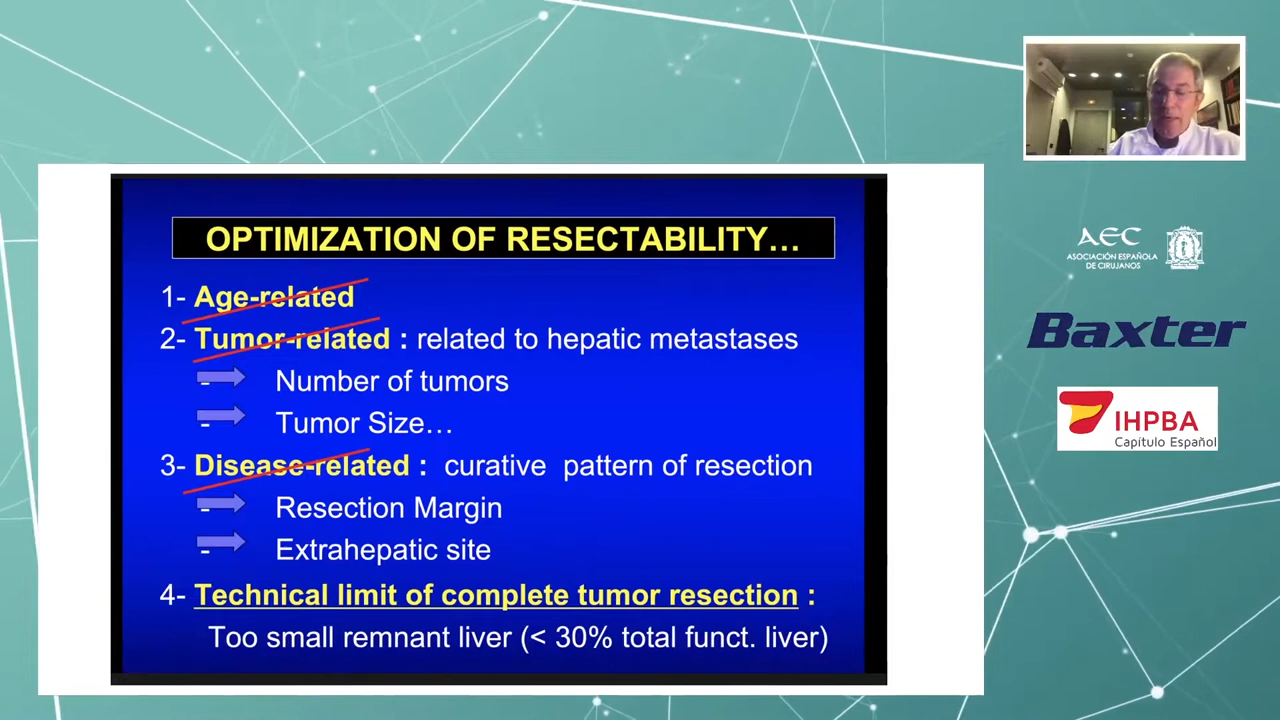 OPTIMIZATION OF RESECTABILITY…
1- Age-related
2- Tumor-related : related to hepatic metastases
- Number of tumors
- Tumor Size…
3- Disease-related : curative pattern of resection
- Resection Margin
- Extrahepatic site
4- Technical limit of complete tumor resection :
Too small remnant liver (< 30% total funct. liver)
AEC
ASOCIACIÓN ESPAÑOLA
DE CIRUJANOS
Baxter
IHPBA
Capítulo Español